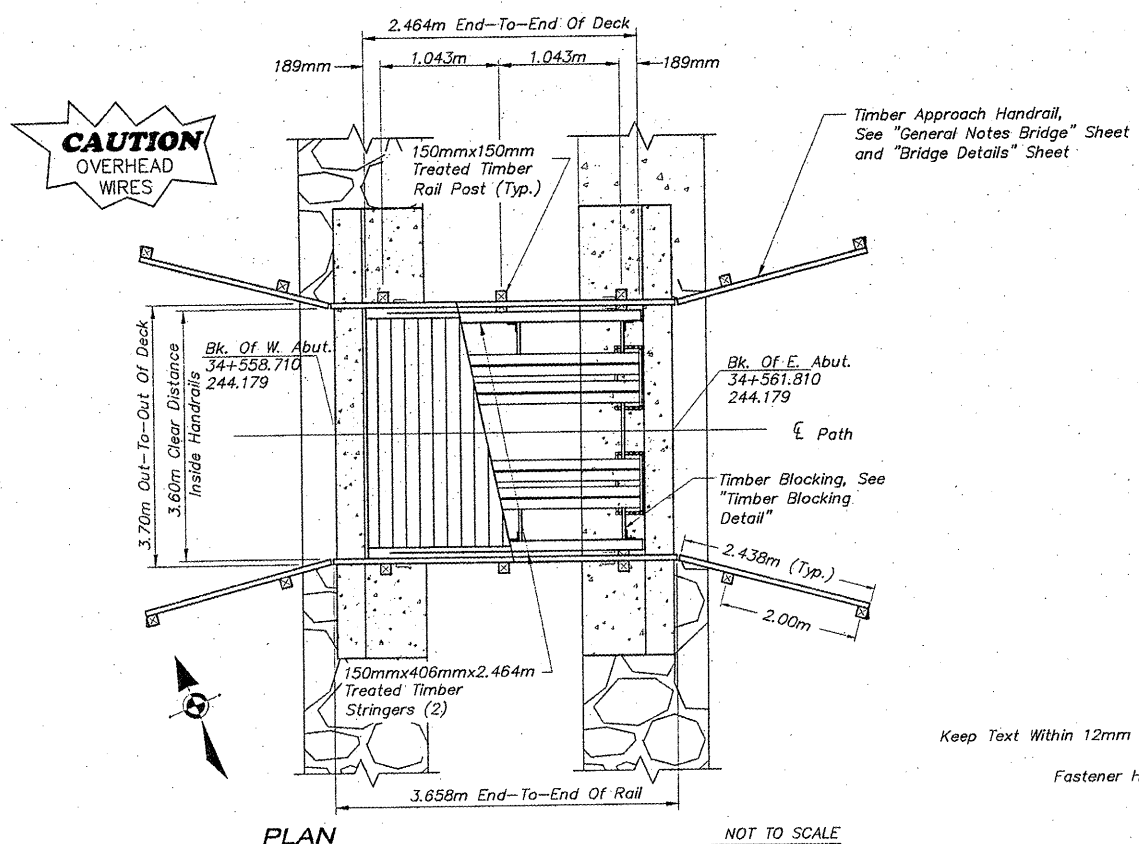 2.464m End-To-End Of Deck
189mm
1.043m
1.043m
189mm
CAUTION
OVERHEAD
WIRES
150mmx150mm
Treated Timber
Rail Post (Typ.)
Timber Approach Handrail,
See "General Notes Bridge" Sheet
and "Bridge Details" Sheet
3.70m Out-To-Out Of Deck
3.60m Clear Distance
Inside Handrails
Bk. Of W. Abut.
34+558.710
244.179
Bk. Of E. Abut.
34+561.810
244.179
℄ Path
Timber Blocking, See
"Timber Blocking
Detail"
2.438m (Typ.)
2.00m
150mmx406mmx2.464m
Treated Timber
Stringers (2)
Keep Text Within 12mm
Fastener H
3.658m End-To-End Of Rail
PLAN
NOT TO SCALE